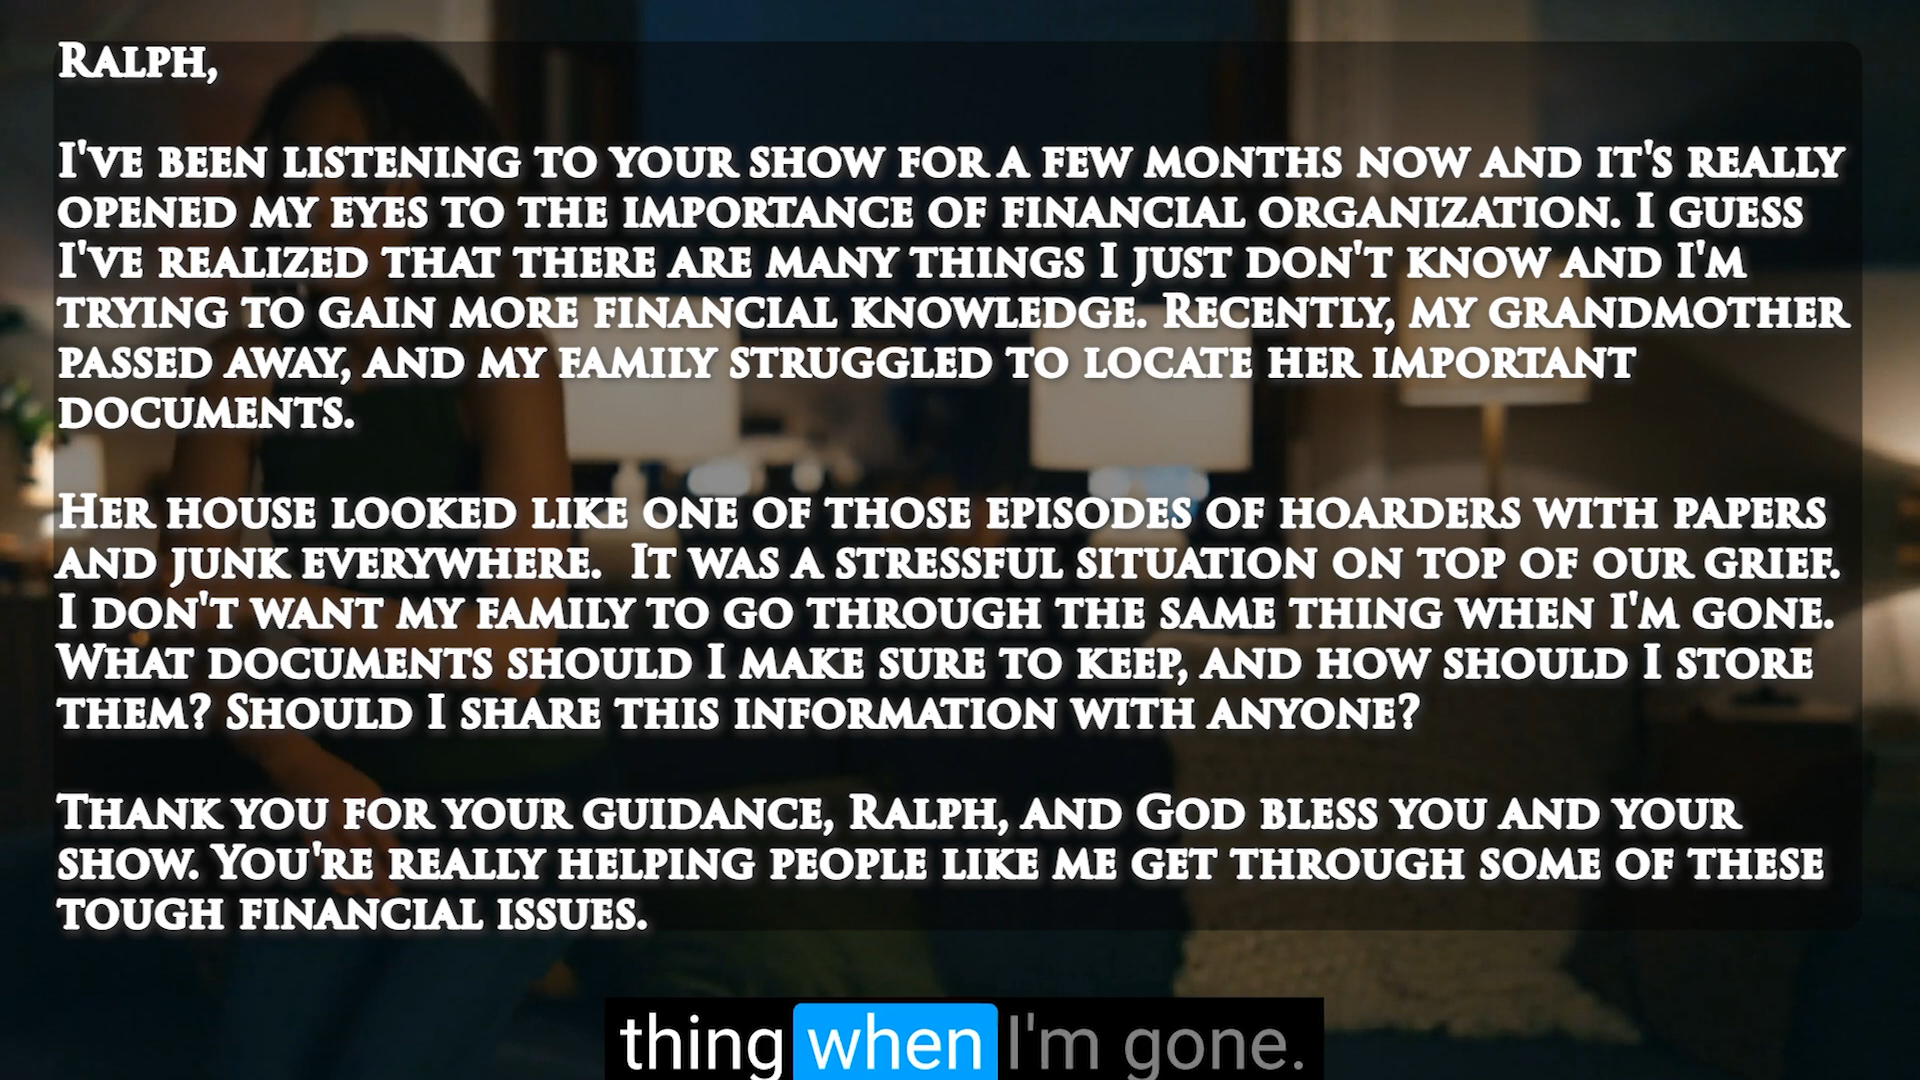 Ralph,
I've been listening to your show for a few months now and it's really
opened my eyes to the importance of financial organization. I guess
I've realized that there are many things I just don't know and I'm
trying to gain more financial knowledge. Recently, my grandmother
passed away, and my family struggled to locate her important
documents.
Her house looked like one of those episodes of hoarders with papers
and junk everywhere.  It was a stressful situation on top of our grief.
I don't want my family to go through the same thing when I'm gone.
What documents should I make sure to keep, and how should I store
them? Should I share this information with anyone?
Thank you for your guidance, Ralph, and God bless you and your
show. You're really helping people like me get through some of these
tough financial issues.
thing when I'm gone.